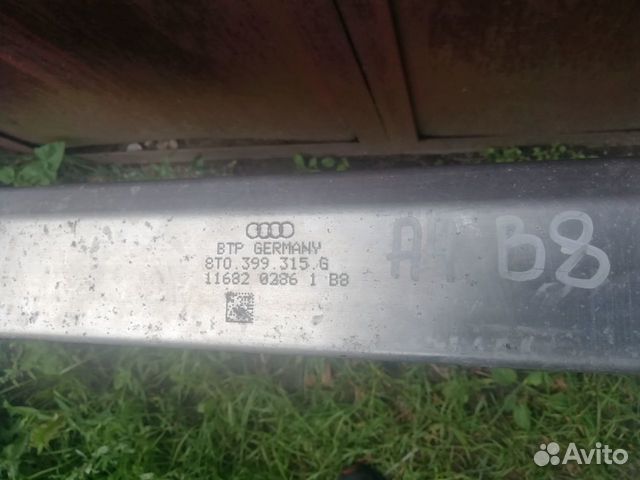 BTP GERMANY
8T0.399 315.G
11682 0286 1 B8
A4 B8
Avito